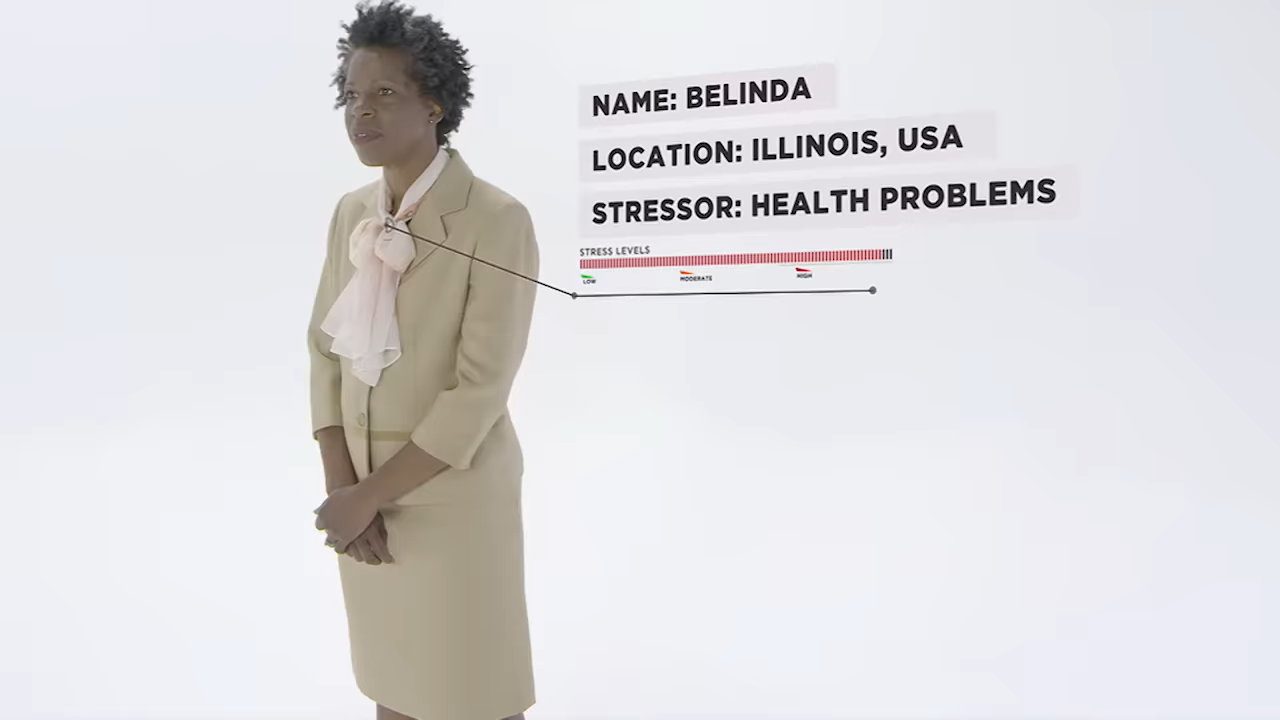 NAME: BELINDA
LOCATION: ILLINOIS, USA
STRESSOR: HEALTH PROBLEMS
STRESS LEVELS
LOW MODERATE HIGH